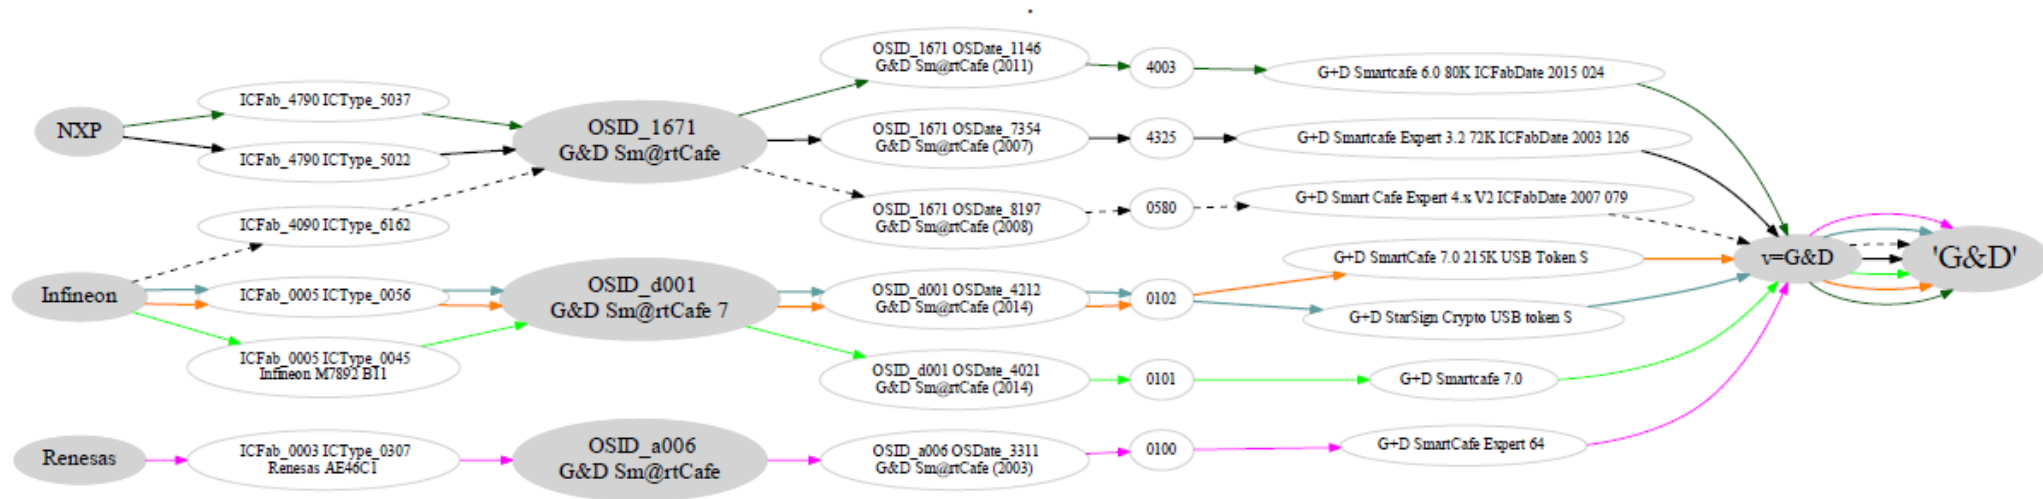 NXP
Infineon
Renesas
ICFab_4790 ICType_5037
ICFab_4790 ICType_5022
ICFab_4090 ICType_6162
ICFab_0005 ICType_0056
ICFab_0005 ICType_0045
Infineon M7892 B11
ICFab_0003 ICType_0307
Renesas AE46C1
OSID_1671
G&D Sm@rtCafe
OSID_d001
G&D Sm@rtCafe 7
OSID_a006
G&D Sm@rtCafe
OSID_1671 OSDate_1146
G&D Sm@rtCafe (2011)
OSID_1671 OSDate_7354
G&D Sm@rtCafe (2007)
OSID_1671 OSDate_8197
G&D Sm@rtCafe (2008)
OSID_d001 OSDate_4212
G&D Sm@rtCafe (2014)
OSID_d001 OSDate_4021
G&D Sm@rtCafe (2014)
OSID_a006 OSDate_3311
G&D Sm@rtCafe (2003)
4003
4325
0580
0102
0101
0100
G+D Smartcafe 6.0 80K ICFabDate 2015 024
G+D Smartcafe Expert 3.2 72K ICFabDate 2003 126
G+D Smart Cafe Expert 4.x V2 ICFabDate 2007 079
G+D SmartCafe 7.0 215K USB Token S
G+D StarSign Crypto USB token S
G+D Smartcafe 7.0
G+D SmartCafe Expert 64
v=G&D
'G&D'